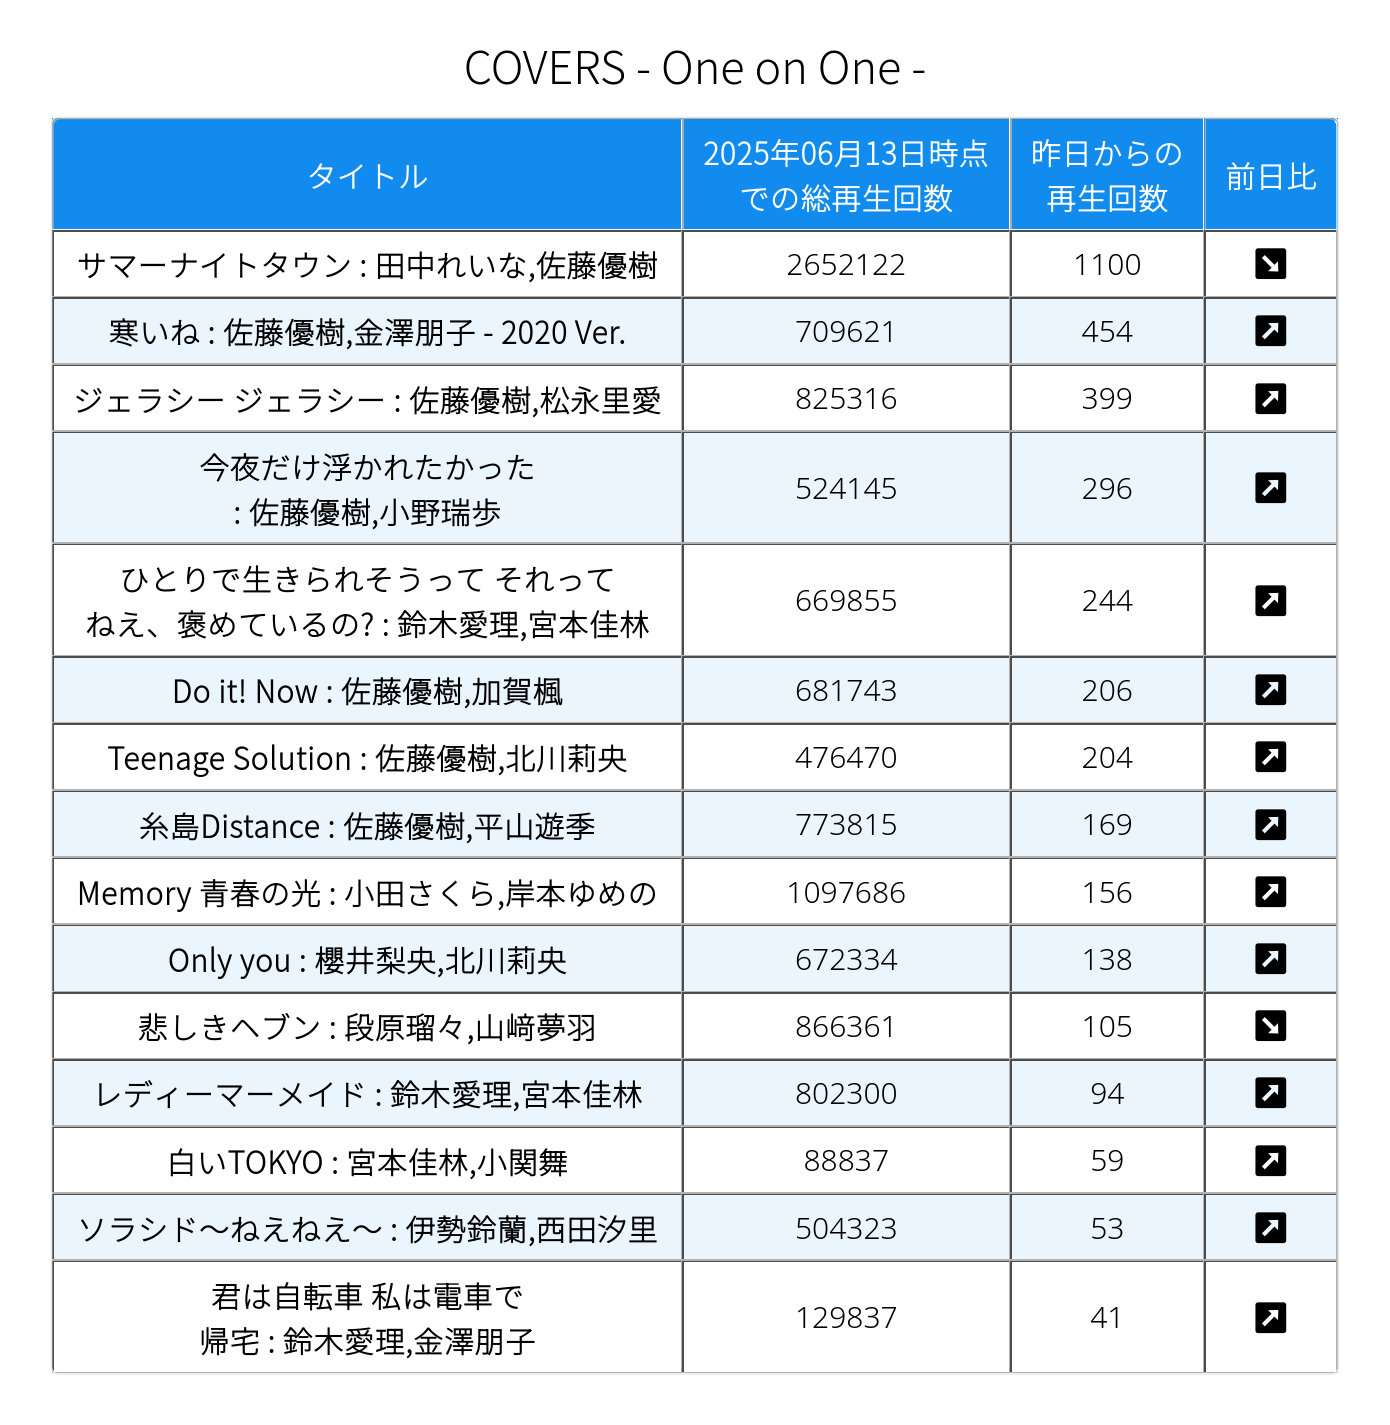 COVERS - One on One -
タイトル
2025年06月13日時点
での総再生回数
昨日からの
再生回数
前日比
サマーナイトタウン : 田中れいな,佐藤優樹
2652122
1100
↘
寒いね : 佐藤優樹,金澤朋子 - 2020 Ver.
709621
454
↗
ジェラシー ジェラシー : 佐藤優樹,松永里愛
825316
399
↗
今夜だけ浮かれたかった
: 佐藤優樹,小野瑞歩
524145
296
↗
ひとりで生きられそうって それって
ねえ、褒めているの? : 鈴木愛理,宮本佳林
669855
244
↗
Do it! Now : 佐藤優樹,加賀楓
681743
206
↗
Teenage Solution : 佐藤優樹,北川莉央
476470
204
↗
糸島Distance : 佐藤優樹,平山遊季
773815
169
↗
Memory 青春の光 : 小田さくら,岸本ゆめの
1097686
156
↗
Only you : 櫻井梨央,北川莉央
672334
138
↗
悲しきヘブン : 段原瑠々,山﨑夢羽
866361
105
↘
レディーマーメイド : 鈴木愛理,宮本佳林
802300
94
↗
白いTOKYO : 宮本佳林,小関舞
88837
59
↗
ソラシド～ねえねえ～ : 伊勢鈴蘭,西田汐里
504323
53
↗
君は自転車 私は電車で
帰宅 : 鈴木愛理,金澤朋子
129837
41
↗